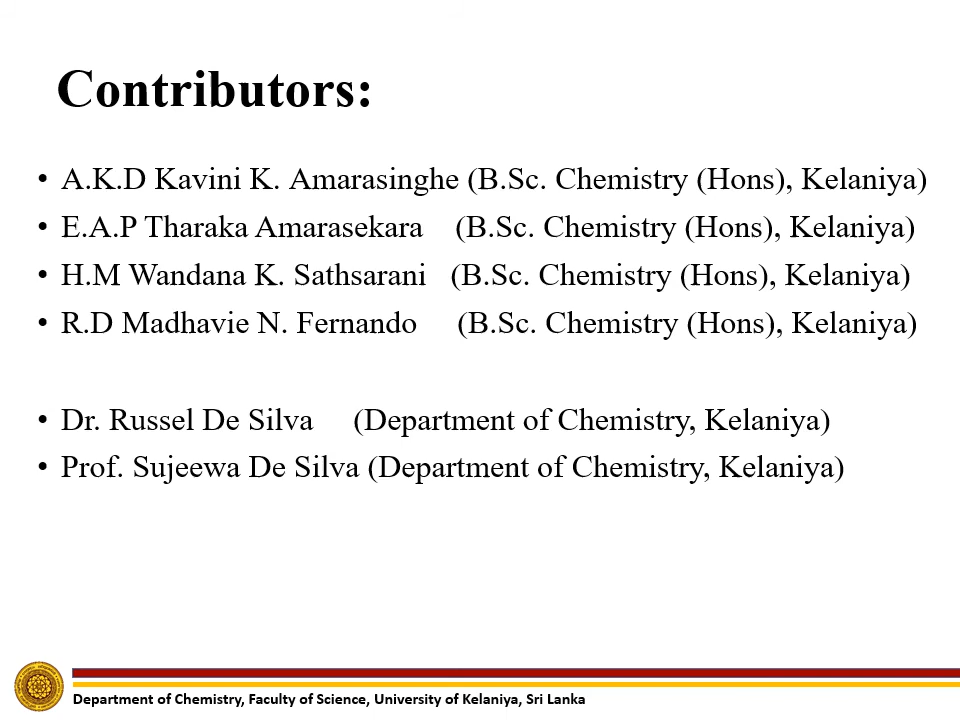 Contributors:
• A.K.D Kavini K. Amarasinghe (B.Sc. Chemistry (Hons), Kelaniya)
• E.A.P Tharaka Amarasekara (B.Sc. Chemistry (Hons), Kelaniya)
• H.M Wandana K. Sathsarani (B.Sc. Chemistry (Hons), Kelaniya)
• R.D Madhavie N. Fernando (B.Sc. Chemistry (Hons), Kelaniya)
• Dr. Russel De Silva (Department of Chemistry, Kelaniya)
• Prof. Sujeewa De Silva (Department of Chemistry, Kelaniya)
Department of Chemistry, Faculty of Science, University of Kelaniya, Sri Lanka